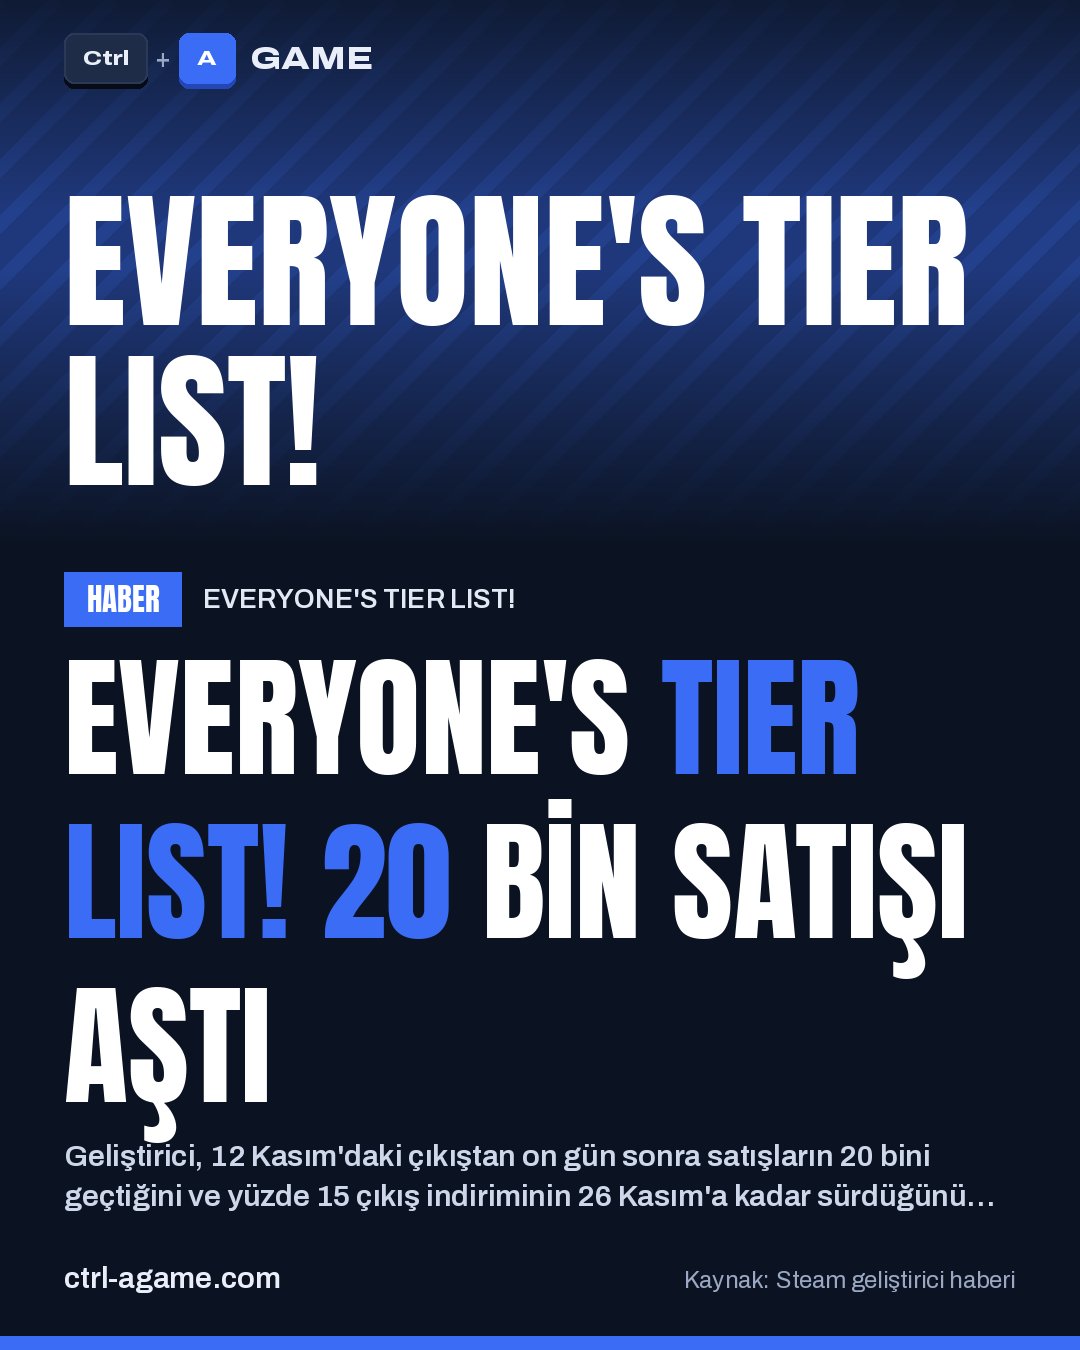 Ctrl + A GAME
EVERYONE'S TIER
LIST!
HABER EVERYONE'S TIER LIST!
EVERYONE'S TIER
LIST! 20 BİN SATIŞI
AŞTI
Geliştirici, 12 Kasım'daki çıkıştan on gün sonra satışların 20 bini
geçtiğini ve yüzde 15 çıkış indiriminin 26 Kasım'a kadar sürdüğünü...
ctrl-agame.com
Kaynak: Steam geliştirici haberi